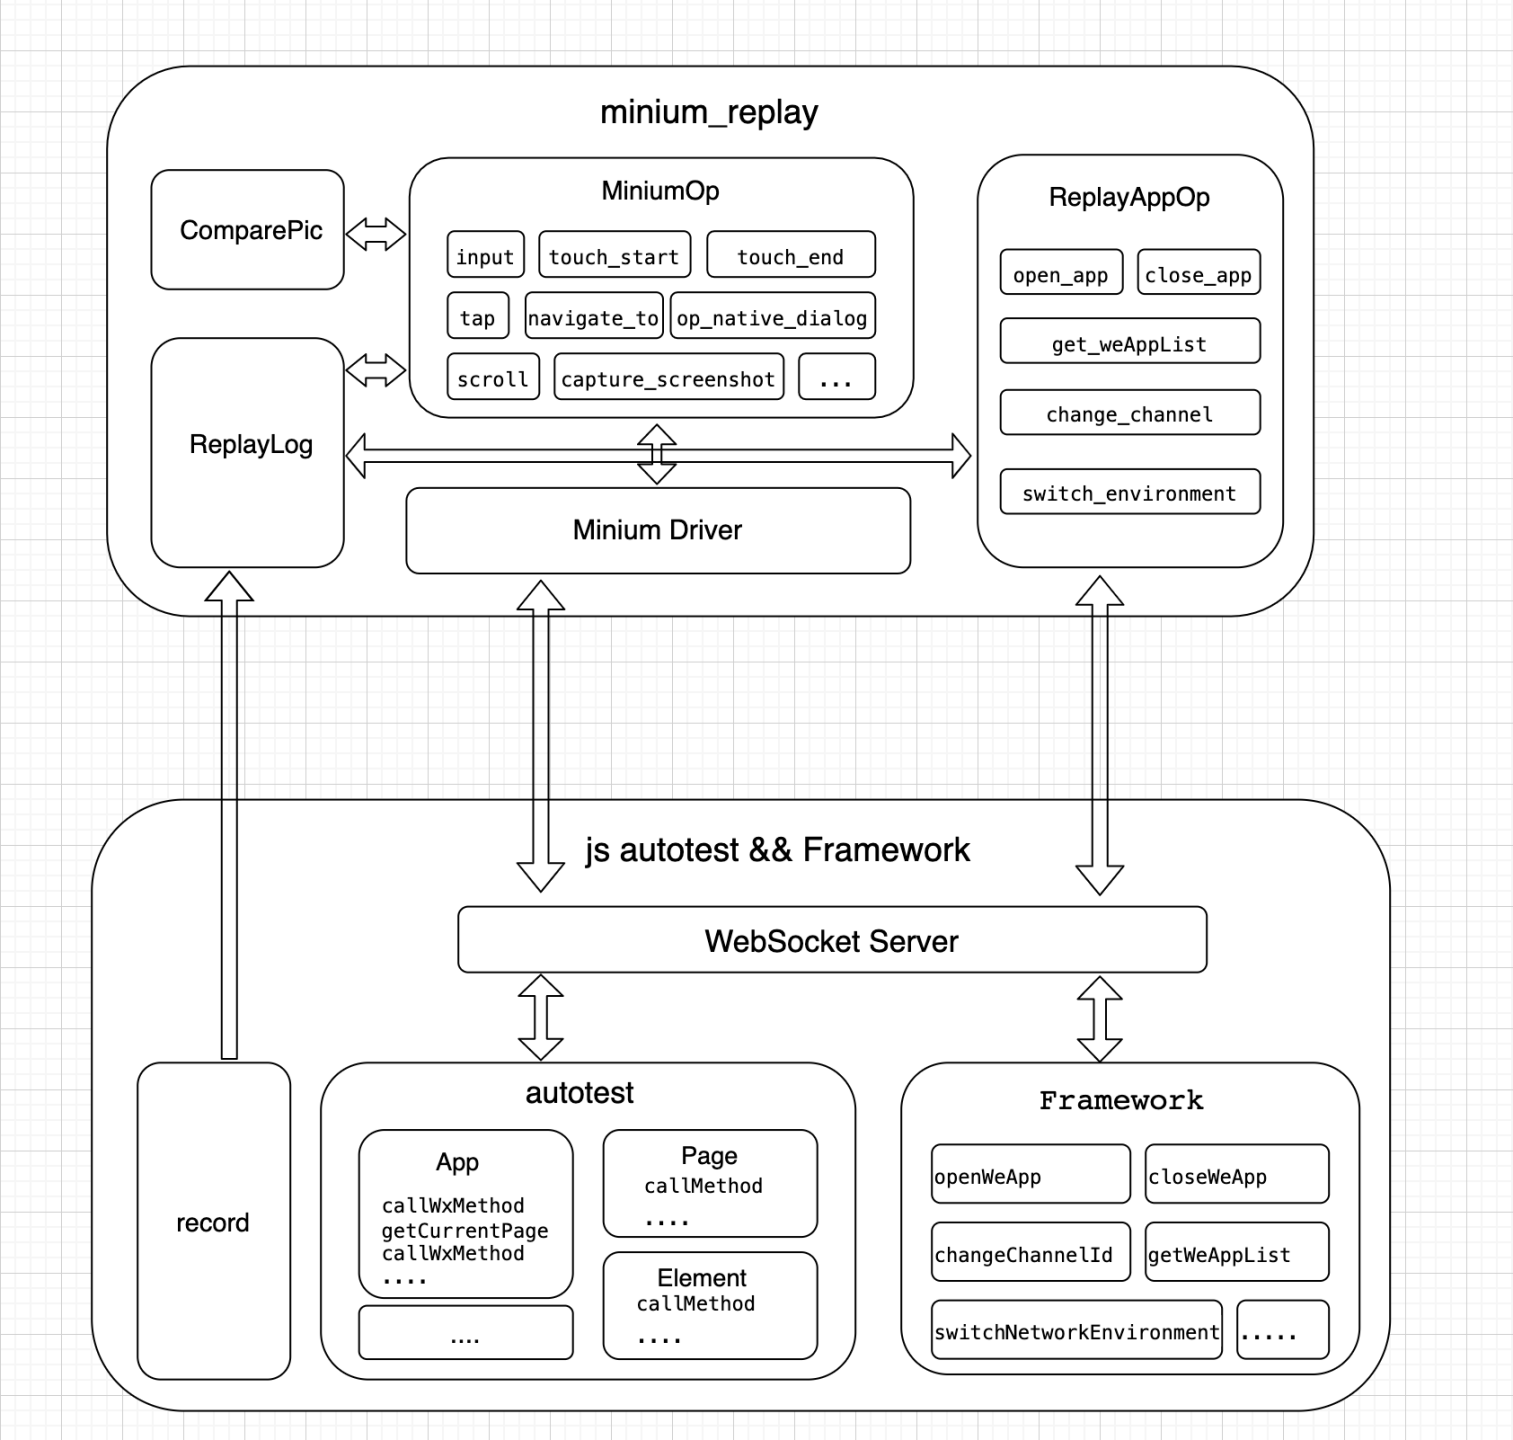 minium_replay
ComparePic
MiniumOp
input
touch_start
touch_end
tap
navigate_to
op_native_dialog
scroll
capture_screenshot
...
ReplayAppOp
open_app
close_app
get_weAppList
change_channel
switch_environment
ReplayLog
Minium Driver
js autotest && Framework
WebSocket Server
record
autotest
App
callWxMethod
getCurrentPage
callWxMethod
....
....
Page
callMethod
....
Element
callMethod
....
Framework
openWeApp
closeWeApp
changeChannelId
getWeAppList
switchNetworkEnvironment
.....